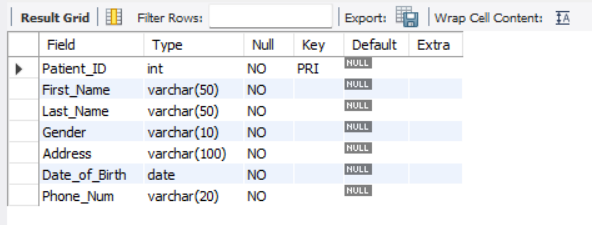 Result Grid Filter Rows: Export: Wrap Cell Content: IA
Field Type Null Key Default Extra
Patient_ID int NO PRI NULL
First_Name varchar(50) NO NULL
Last_Name varchar(50) NO NULL
Gender varchar(10) NO NULL
Address varchar(100) NO NULL
Date_of_Birth date NO NULL
Phone_Num varchar(20) NO NULL